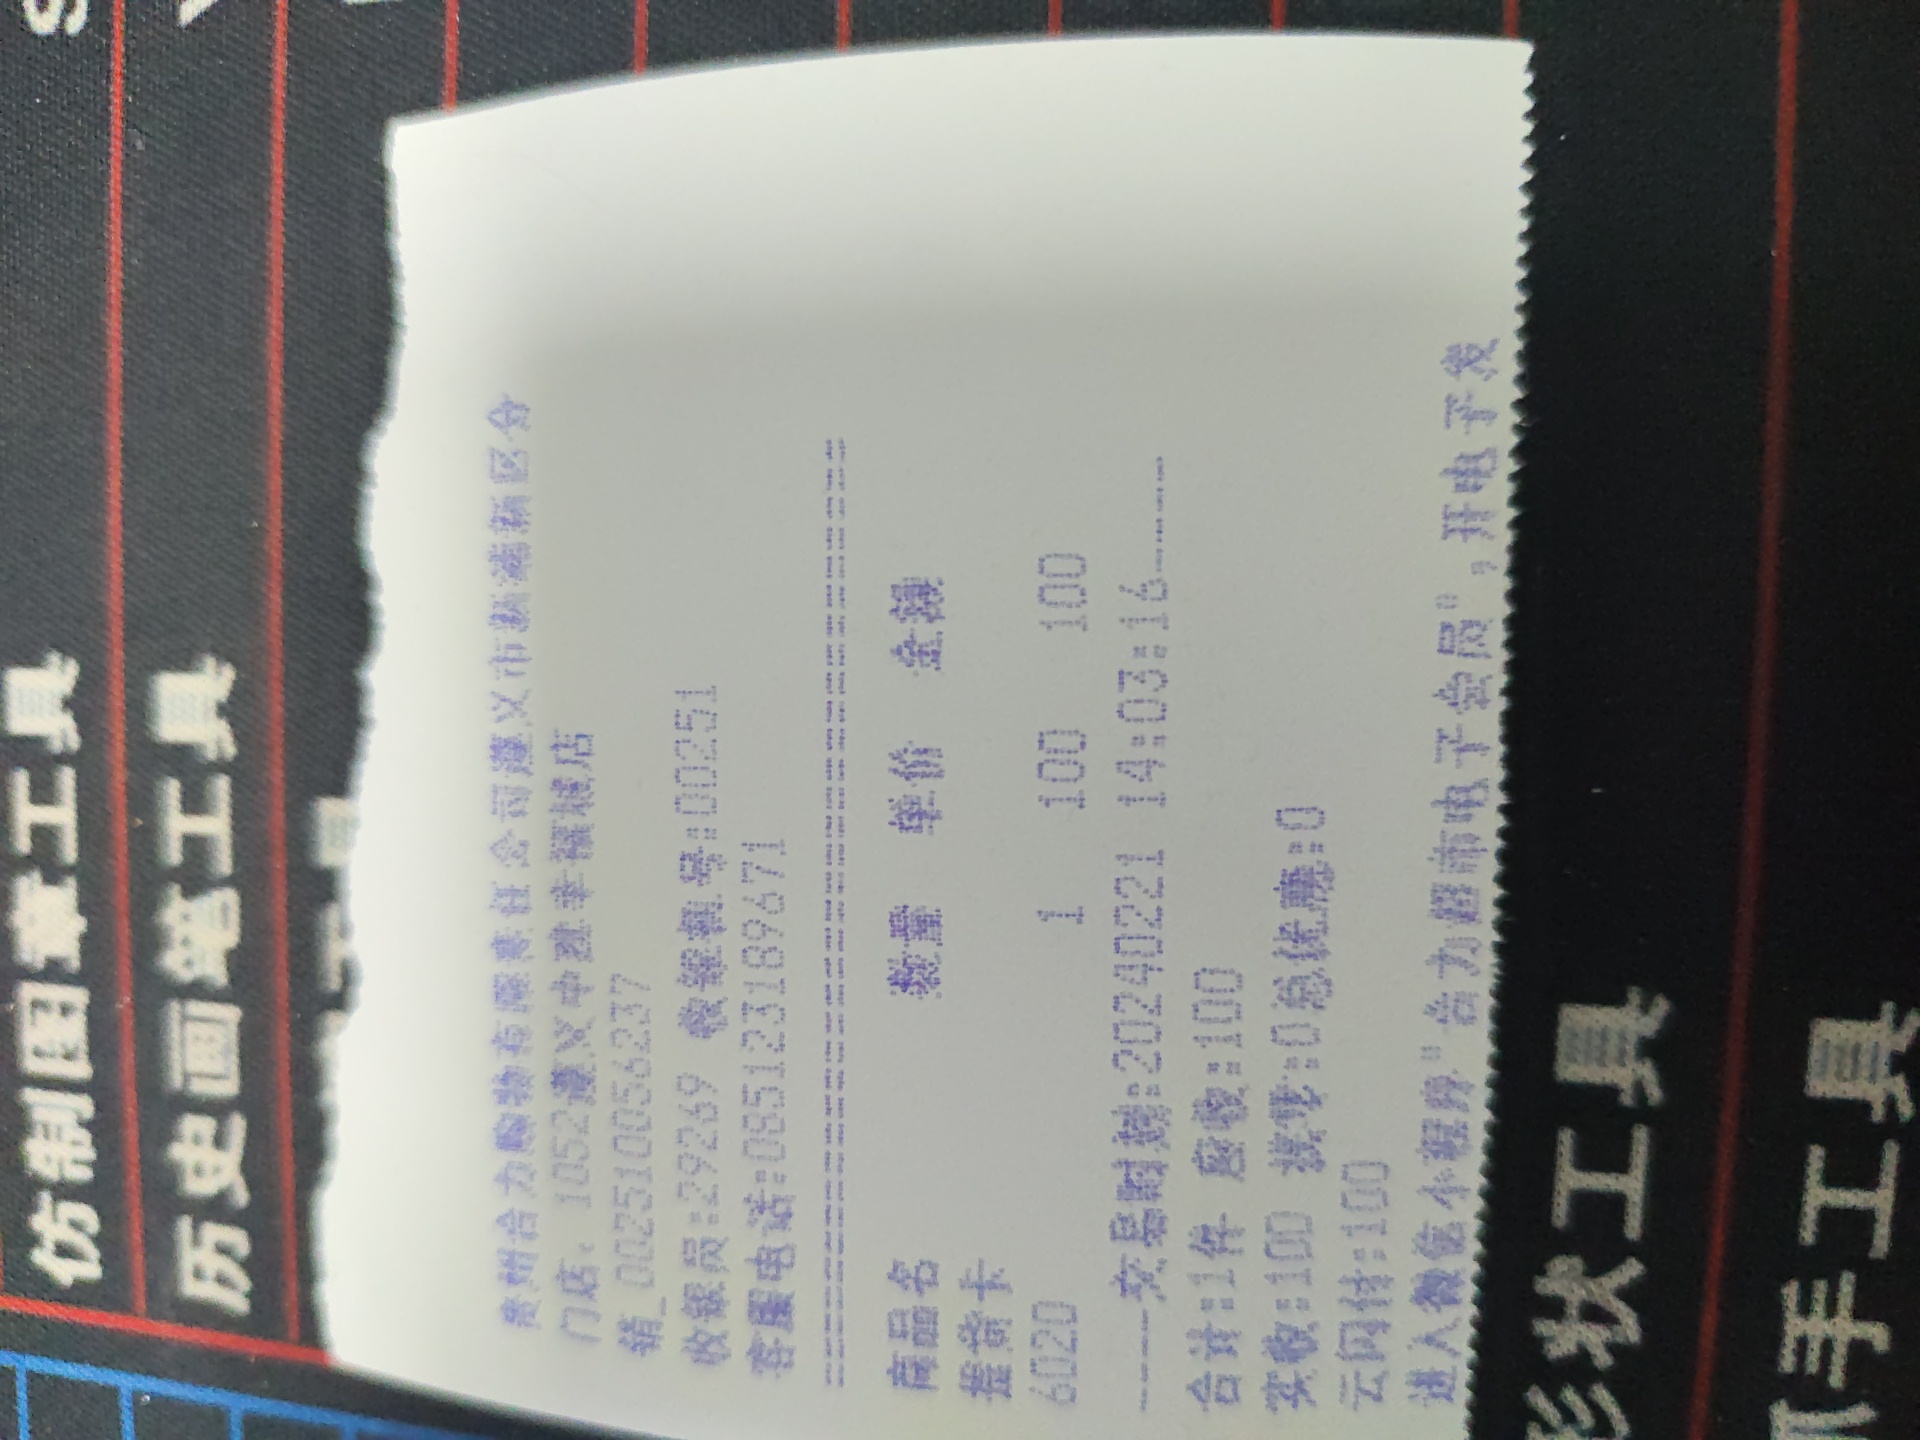 贵州合力购物有限责任公司遵义市新蒲新区分
门店: 1052遵义中建幸福城店
销_002510056237
收银员:29269 收银机号:00251
客服电话:085123189671
================================
商品名 数量 单价 金额
提货卡
6020 1 100 100
-----交易时间:20240221 14:03:16-----
合计:1件 应收:100
实收:100 找零:0总优惠:0
云闪付:100
进入微信小程序"合力超市电子会员",开电子发
仿制图章工具
历史画笔工具
形状工具
抓手工具